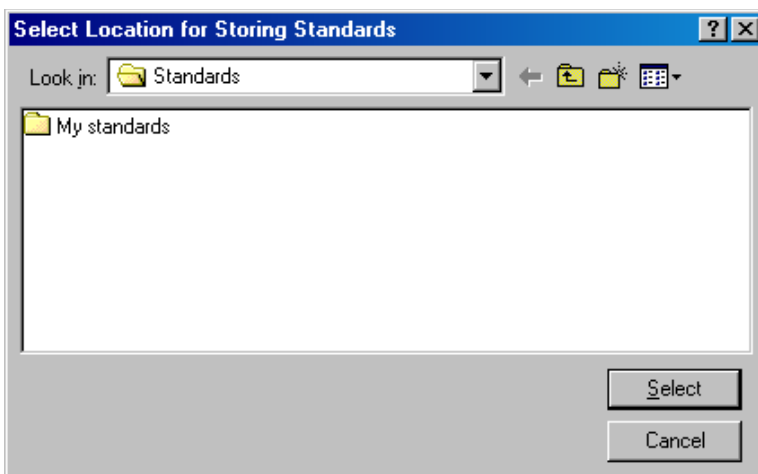 Select Location for Storing Standards
Look in: Standards
My standards
Select
Cancel